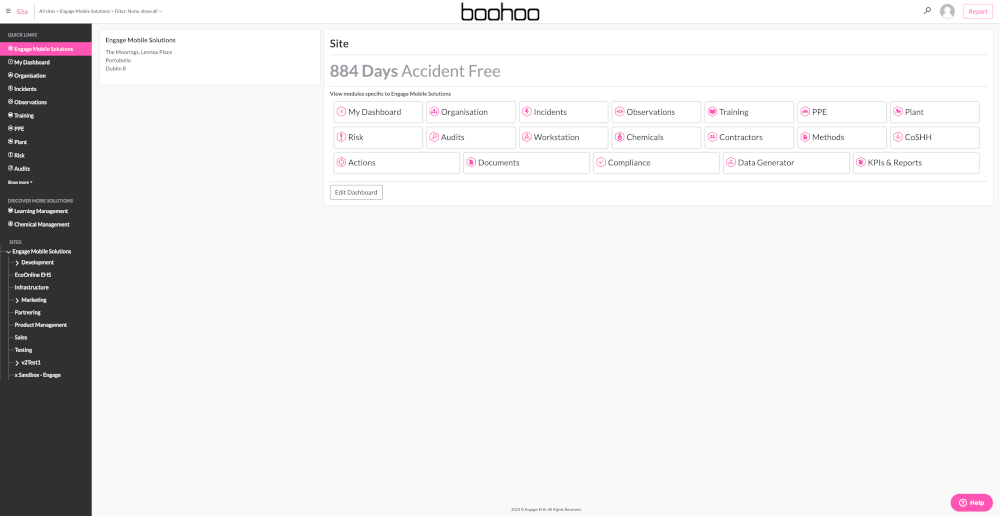 Site
All sites > Engage Mobile Solutions > Filter: None, show all
boohoo
Report
QUICK LINKS
Engage Mobile Solutions
My Dashboard
Organisation
Incidents
Observations
Training
PPE
Plant
Risk
Audits
Show more
DISCOVER MORE SOLUTIONS
Learning Management
Chemical Management
SITES
Engage Mobile Solutions
Development
EcoOnline EHS
Infrastructure
Marketing
Partnering
Product Management
Sales
Testing
v2Test1
x Sandbox - Engage
Engage Mobile Solutions
The Moorings, Lennox Place
Portobello
Dublin 8
Site
884 Days Accident Free
View modules specific to Engage Mobile Solutions
My Dashboard Organisation Incidents Observations Training PPE Plant
Risk Audits Workstation Chemicals Contractors Methods CoSHH
Actions Documents Compliance Data Generator KPIs & Reports
Edit Dashboard
2023 © Engage EHS. All Rights Reserved.
Help